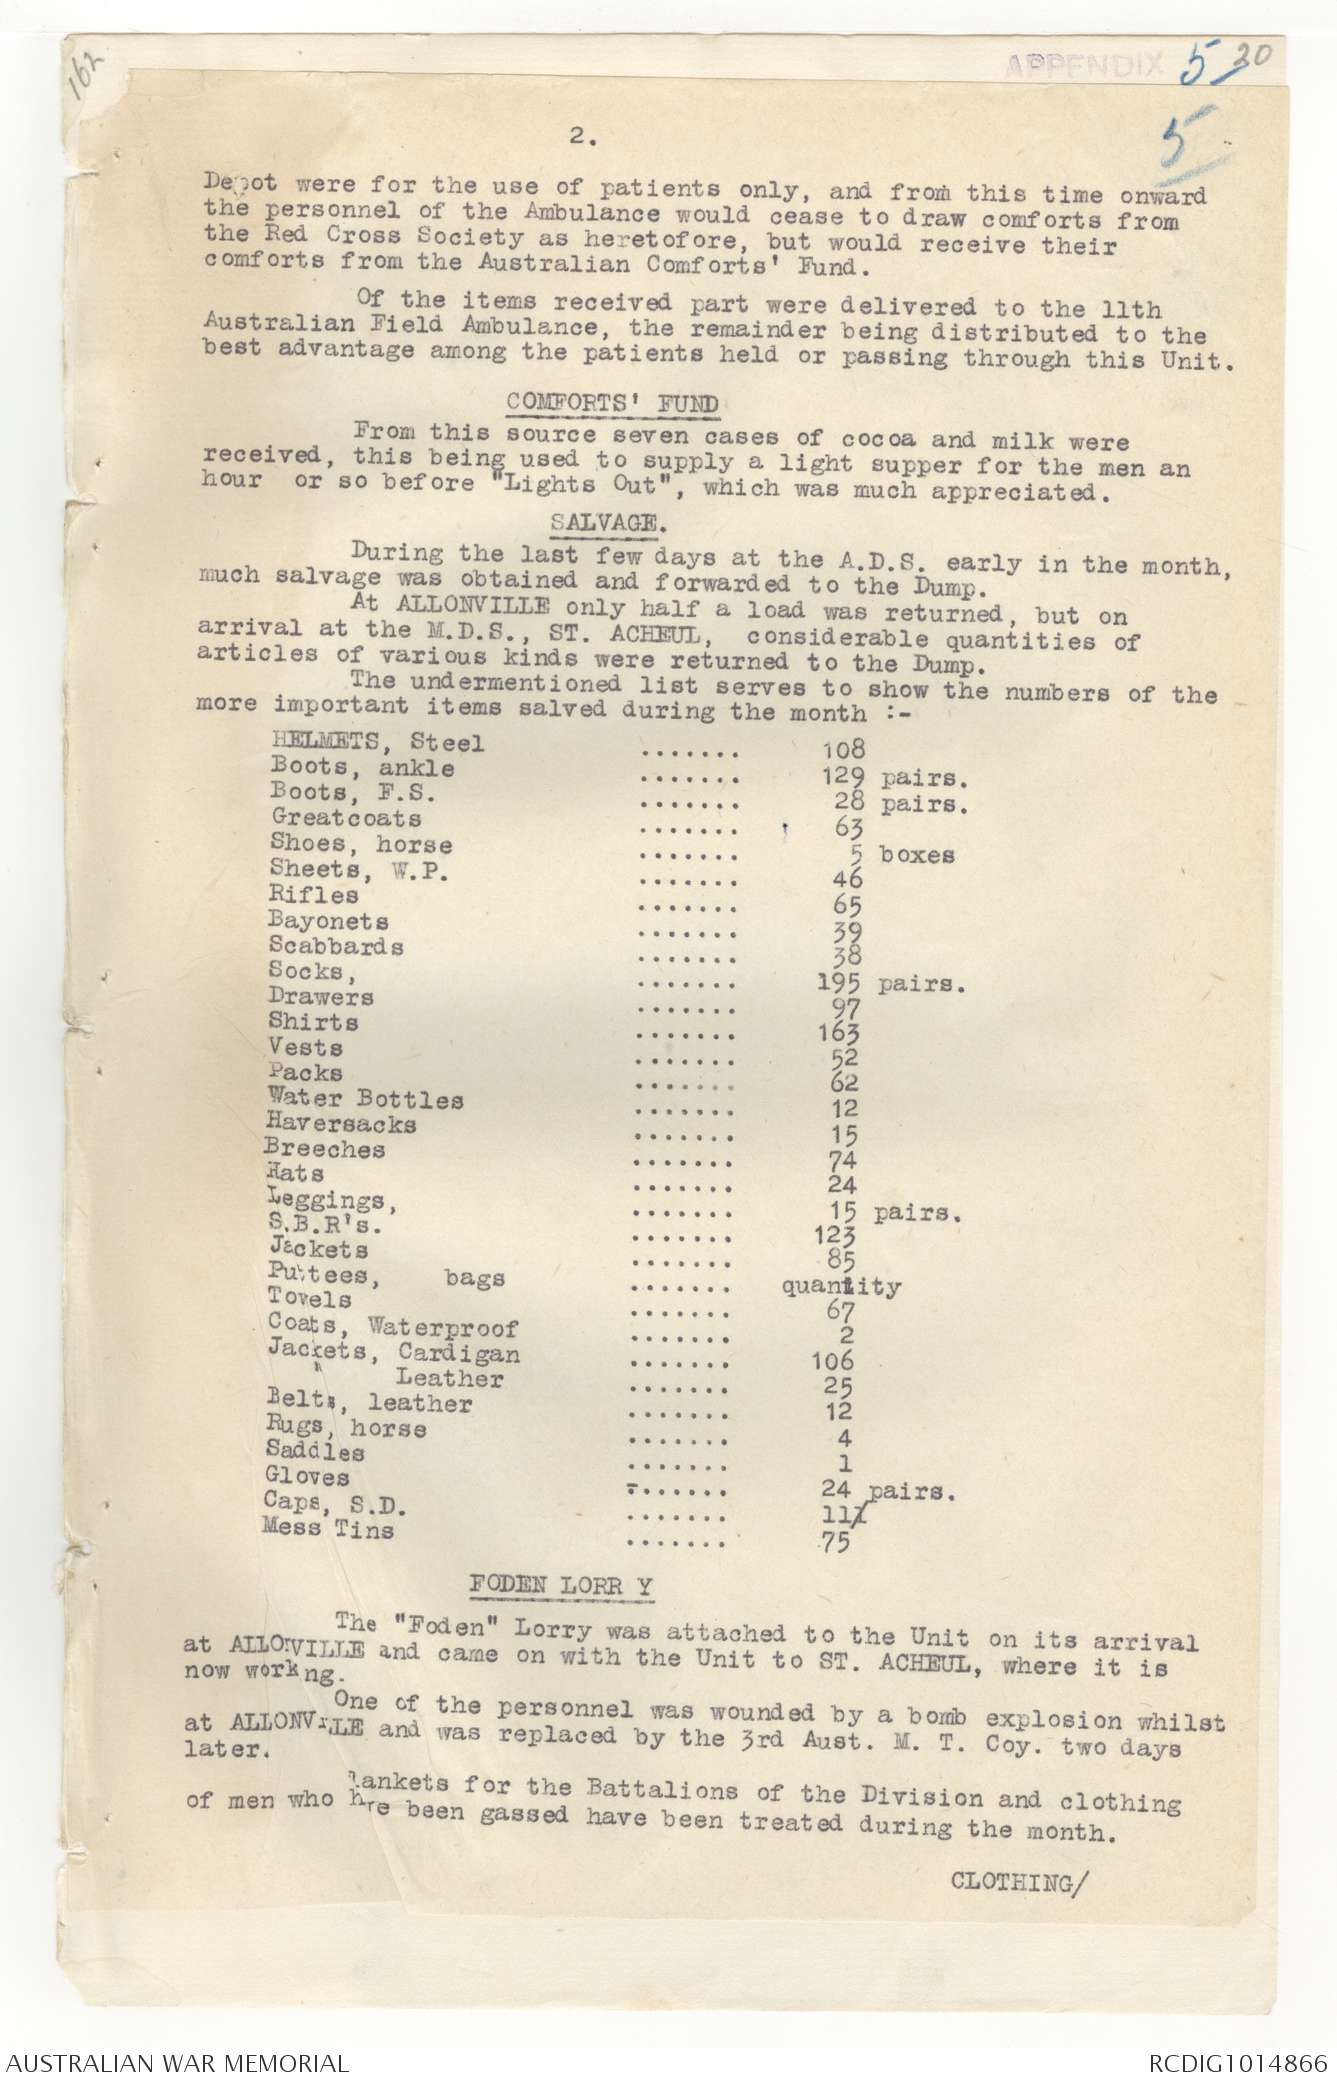 162
APPENDIX 5 20
5
2.
Depot were for the use of patients only, and from this time onward
the personnel of the Ambulance would cease to draw comforts from
the Red Cross Society as heretofore, but would receive their
comforts from the Australian Comforts' Fund.
Of the items received part were delivered to the 11th
Australian Field Ambulance, the remainder being distributed to the
best advantage among the patients held or passing through this Unit.
COMFORTS' FUND
From this source seven cases of cocoa and milk were
received, this being used to supply a light supper for the men an
hour or so before "Lights Out", which was much appreciated.
SALVAGE.
During the last few days at the A.D.S. early in the month,
much salvage was obtained and forwarded to the Dump.
At ALLONVILLE only half a load was returned, but on
arrival at the M.D.S., ST. ACHEUL, considerable quantities of
articles of various kinds were returned to the Dump.
The undermentioned list serves to show the numbers of the
more important items salved during the month :-
HELMETS, Steel ....... 108
Boots, ankle ....... 129 pairs.
Boots, F.S. ....... 28 pairs.
Greatcoats ....... 63
Shoes, horse ....... 5 boxes
Sheets, W.P. ....... 46
Rifles ....... 65
Bayonets ....... 39
Scabbards ....... 38
Socks, ....... 195 pairs.
Drawers ....... 97
Shirts ....... 163
Vests ....... 52
Packs ....... 62
Water Bottles ....... 12
Haversacks ....... 15
Breeches ....... 74
Hats ....... 24
Leggings, ....... 15 pairs.
S.B.R's. ....... 123
Jackets ....... 85
Puttees, bags ....... quantity
Towels ....... 67
Coats, Waterproof ....... 2
Jackets, Cardigan ....... 106
" Leather ....... 25
Belts, leather ....... 12
Rugs, horse ....... 4
Saddles ....... 1
Gloves ....... 24 pairs.
Caps, S.D. ....... 111
Mess Tins ....... 75
FODEN LORR Y
The "Foden" Lorry was attached to the Unit on its arrival
at ALLONVILLE and came on with the Unit to ST. ACHEUL, where it is
now workng.
One of the personnel was wounded by a bomb explosion whilst
at ALLONVILLE and was replaced by the 3rd Aust. M. T. Coy. two days
later.
lankets for the Battalions of the Division and clothing
of men who h re been gassed have been treated during the month.
CLOTHING/
AUSTRALIAN WAR MEMORIAL
RCDIG1014866